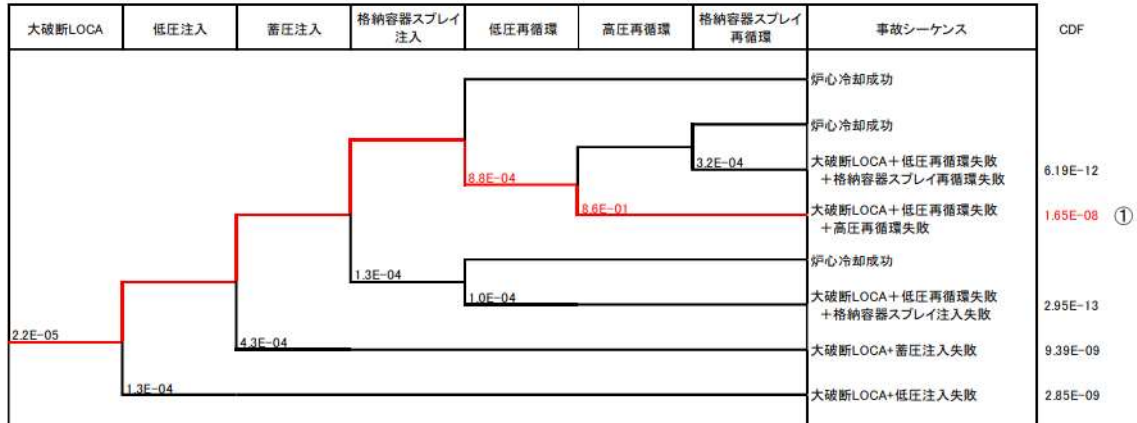 大破断LOCA
低圧注入
蓄圧注入
格納容器スプレイ
注入
低圧再循環
高圧再循環
格納容器スプレイ
再循環
事故シーケンス
CDF
炉心冷却成功
炉心冷却成功
3.2E-04
大破断LOCA+低圧再循環失敗
+格納容器スプレイ再循環失敗
6.19E-12
8.8E-04
8.6E-01
大破断LOCA+低圧再循環失敗
+高圧再循環失敗
1.65E-08 ①
炉心冷却成功
1.3E-04
1.0E-04
大破断LOCA+低圧再循環失敗
+格納容器スプレイ注入失敗
2.95E-13
2.2E-05
4.3E-04
大破断LOCA+蓄圧注入失敗
9.39E-09
1.3E-04
大破断LOCA+低圧注入失敗
2.85E-09